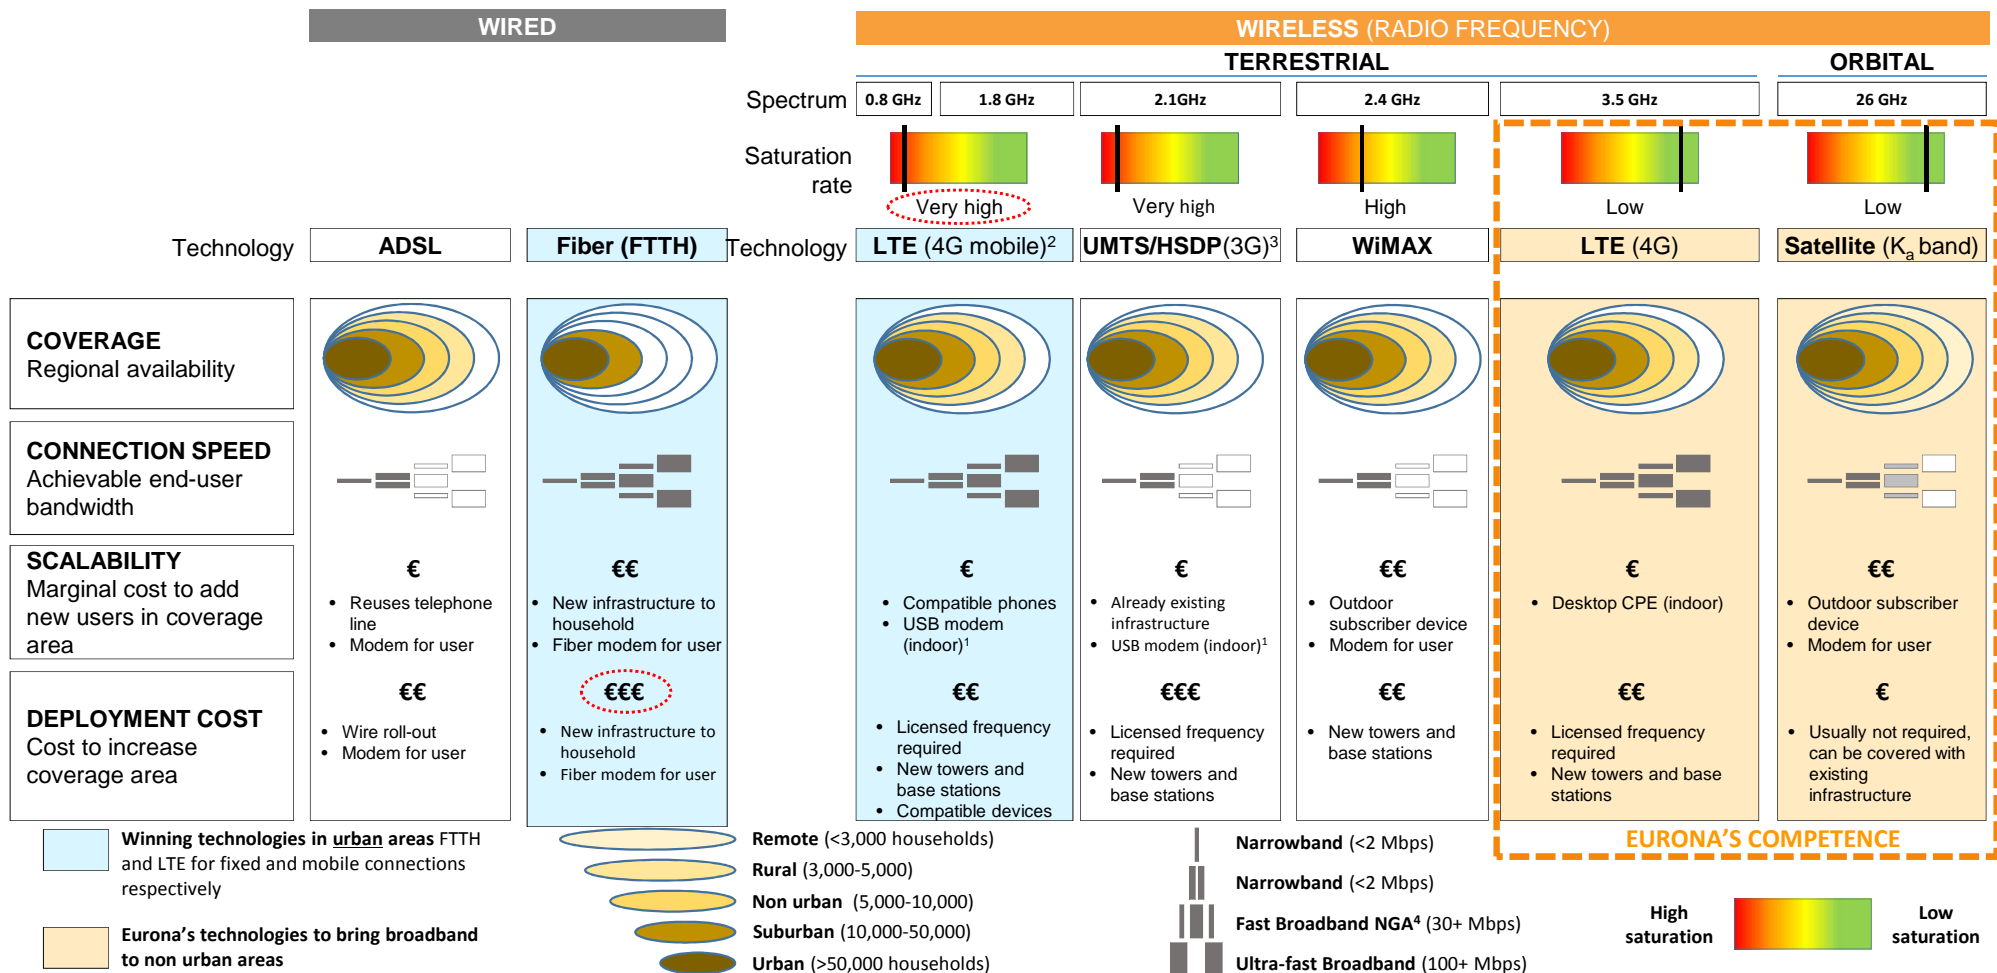 WIRED
WIRELESS (RADIO FREQUENCY)
TERRESTRIAL
ORBITAL
Spectrum
0.8 GHz
1.8 GHz
2.1GHz
2.4 GHz
3.5 GHz
26 GHz
Saturation
rate
Very high
Very high
High
Low
Low
Technology
ADSL
Fiber (FTTH)
Technology
LTE (4G mobile)2
UMTS/HSDP(3G)3
WiMAX
LTE (4G)
Satellite (Ka band)
COVERAGE
Regional availability
CONNECTION SPEED
Achievable end-user
bandwidth
SCALABILITY
Marginal cost to add
new users in coverage
area
€
• Reuses telephone
line
• Modem for user
€€
• New infrastructure to
household
• Fiber modem for user
€
• Compatible phones
• USB modem
(indoor)1
€
• Already existing
infrastructure
• USB modem (indoor)1
€€
• Outdoor
subscriber device
• Modem for user
€
• Desktop CPE (indoor)
€€
• Outdoor subscriber
device
• Modem for user
DEPLOYMENT COST
Cost to increase
coverage area
€€
• Wire roll-out
• Modem for user
€€€
• New infrastructure to
household
• Fiber modem for user
€€
• Licensed frequency
required
• New towers and
base stations
• Compatible devices
€€€
• Licensed frequency
required
• New towers and
base stations
€€
• New towers and
base stations
€€
• Licensed frequency
required
• New towers and base
stations
€
• Usually not required,
can be covered with
existing
infrastructure
EURONA'S COMPETENCE
Winning technologies in urban areas FTTH
and LTE for fixed and mobile connections
respectively
Eurona's technologies to bring broadband
to non urban areas
Remote (<3,000 households)
Rural (3,000-5,000)
Non urban (5,000-10,000)
Suburban (10,000-50,000)
Urban (>50,000 households)
Narrowband (<2 Mbps)
Narrowband (<2 Mbps)
Fast Broadband NGA4 (30+ Mbps)
Ultra-fast Broadband (100+ Mbps)
High
saturation
Low
saturation